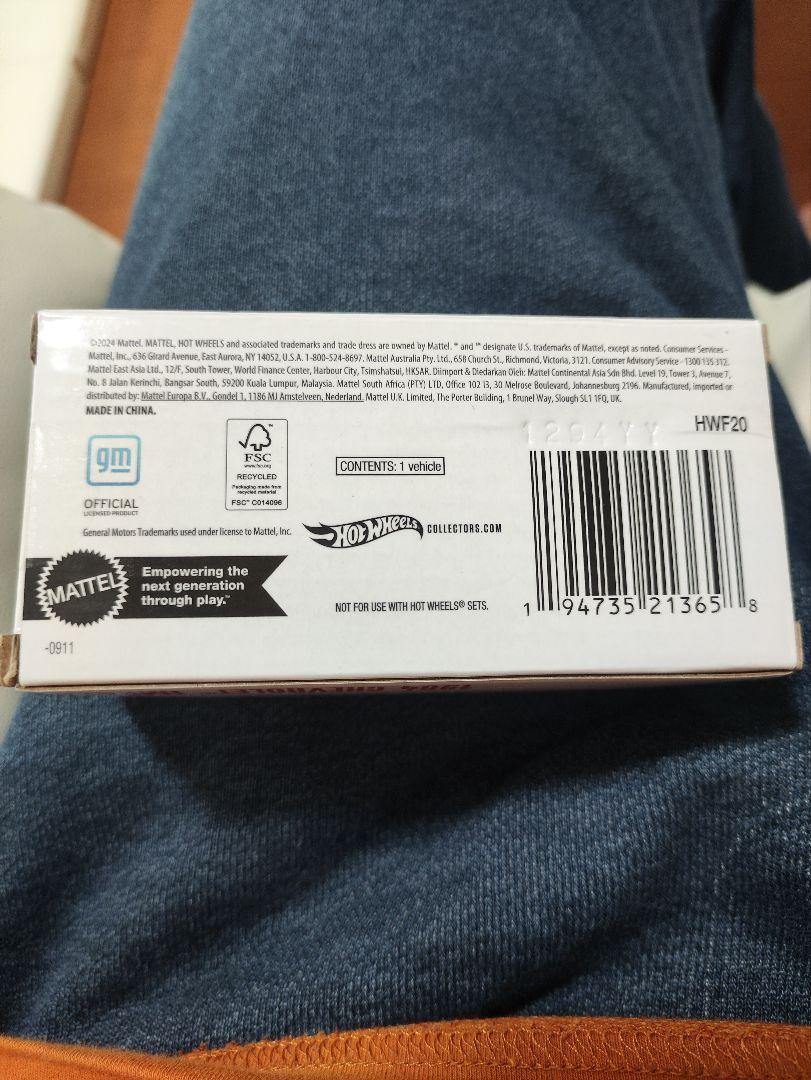 ©2024 Mattel. MATTEL, HOT WHEELS and associated trademarks and trade dress are owned by Mattel. ® and ™ designate U.S. trademarks of Mattel, except as noted. Consumer Services -
Mattel, Inc., 636 Girard Avenue, East Aurora, NY 14052, U.S.A. 1-800-524-8697. Mattel Australia Pty. Ltd., 658 Church St., Richmond, Victoria, 3121. Consumer Advisory Service - 1300 135 312.
Mattel East Asia Ltd., 12/F, South Tower, World Finance Center, Harbour City, Tsimshatsui, HKSAR. Diimport & Diedarkan Oleh: Mattel Continental Asia Sdn Bhd. Level 19, Tower 3, Avenue 7,
No. 8 Jalan Kerinchi, Bangsar South, 59200 Kuala Lumpur, Malaysia. Mattel South Africa (PTY) LTD, Office 102 I3, 30 Melrose Boulevard, Johannesburg 2196. Manufactured, imported or
distributed by: Mattel Europa B.V., Gondel 1, 1186 MJ Amstelveen, Nederland. Mattel U.K. Limited, The Porter Building, 1 Brunel Way, Slough SL1 1FQ, UK.
MADE IN CHINA.
1294YY
HWF20
gm
OFFICIAL
LICENSED PRODUCT
FSC
www.fsc.org
RECYCLED
Packaging made from
recycled material
FSC™ C014096
CONTENTS: 1 vehicle
General Motors Trademarks used under license to Mattel, Inc.
HOT WHEELS COLLECTORS.COM
MATTEL
Empowering the
next generation
through play.™
NOT FOR USE WITH HOT WHEELS® SETS.
1 94735 21365 8
-0911